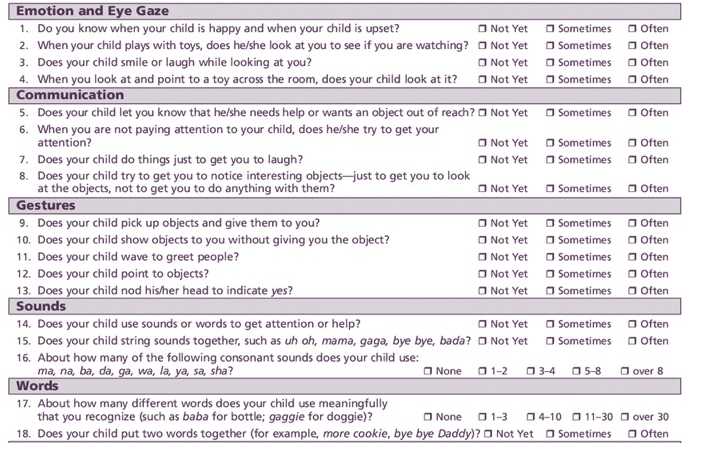 Emotion and Eye Gaze
1. Do you know when your child is happy and when your child is upset? ☐ Not Yet ☐ Sometimes ☐ Often
2. When your child plays with toys, does he/she look at you to see if you are watching? ☐ Not Yet ☐ Sometimes ☐ Often
3. Does your child smile or laugh while looking at you? ☐ Not Yet ☐ Sometimes ☐ Often
4. When you look at and point to a toy across the room, does your child look at it? ☐ Not Yet ☐ Sometimes ☐ Often
Communication
5. Does your child let you know that he/she needs help or wants an object out of reach? ☐ Not Yet ☐ Sometimes ☐ Often
6. When you are not paying attention to your child, does he/she try to get your
attention? ☐ Not Yet ☐ Sometimes ☐ Often
7. Does your child do things just to get you to laugh? ☐ Not Yet ☐ Sometimes ☐ Often
8. Does your child try to get you to notice interesting objects—just to get you to look
at the objects, not to get you to do anything with them? ☐ Not Yet ☐ Sometimes ☐ Often
Gestures
9. Does your child pick up objects and give them to you? ☐ Not Yet ☐ Sometimes ☐ Often
10. Does your child show objects to you without giving you the object? ☐ Not Yet ☐ Sometimes ☐ Often
11. Does your child wave to greet people? ☐ Not Yet ☐ Sometimes ☐ Often
12. Does your child point to objects? ☐ Not Yet ☐ Sometimes ☐ Often
13. Does your child nod his/her head to indicate yes? ☐ Not Yet ☐ Sometimes ☐ Often
Sounds
14. Does your child use sounds or words to get attention or help? ☐ Not Yet ☐ Sometimes ☐ Often
15. Does your child string sounds together, such as uh oh, mama, gaga, bye bye, bada? ☐ Not Yet ☐ Sometimes ☐ Often
16. About how many of the following consonant sounds does your child use:
ma, na, ba, da, ga, wa, la, ya, sa, sha? ☐ None ☐ 1–2 ☐ 3–4 ☐ 5–8 ☐ over 8
Words
17. About how many different words does your child use meaningfully
that you recognize (such as baba for bottle; gaggie for doggie)? ☐ None ☐ 1–3 ☐ 4–10 ☐ 11–30 ☐ over 30
18. Does your child put two words together (for example, more cookie, bye bye Daddy)? ☐ Not Yet ☐ Sometimes ☐ Often